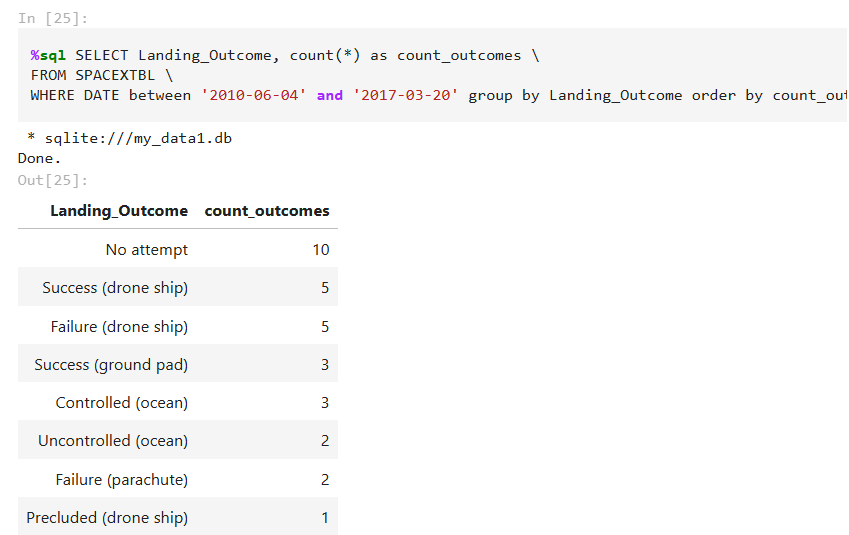 In [25]:
%sql SELECT Landing_Outcome, count(*) as count_outcomes \
FROM SPACEXTBL \
WHERE DATE between '2010-06-04' and '2017-03-20' group by Landing_Outcome order by
* sqlite:///my_data1.db
Done.
Out[25]:
Landing_Outcome count_outcomes
No attempt 10
Success (drone ship) 5
Failure (drone ship) 5
Success (ground pad) 3
Controlled (ocean) 3
Uncontrolled (ocean) 2
Failure (parachute) 2
Precluded (drone ship) 1